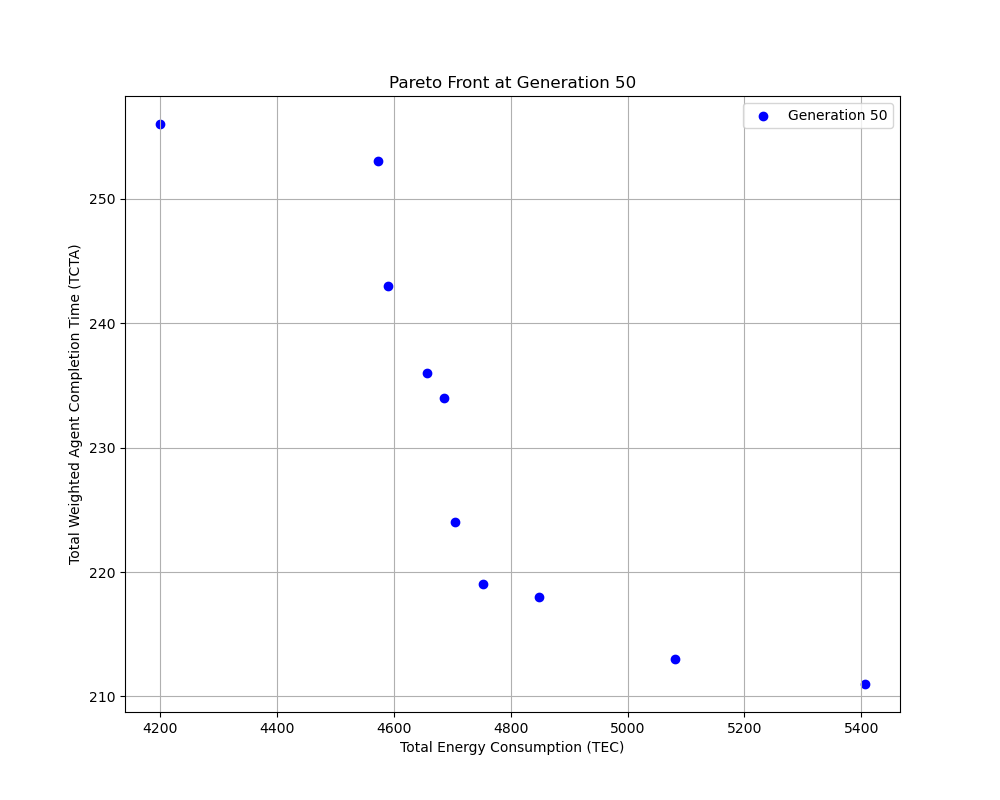 Pareto Front at Generation 50
Generation 50
250
240
230
220
210
Total Weighted Agent Completion Time (TCTA)
4200 4400 4600 4800 5000 5200 5400
Total Energy Consumption (TEC)